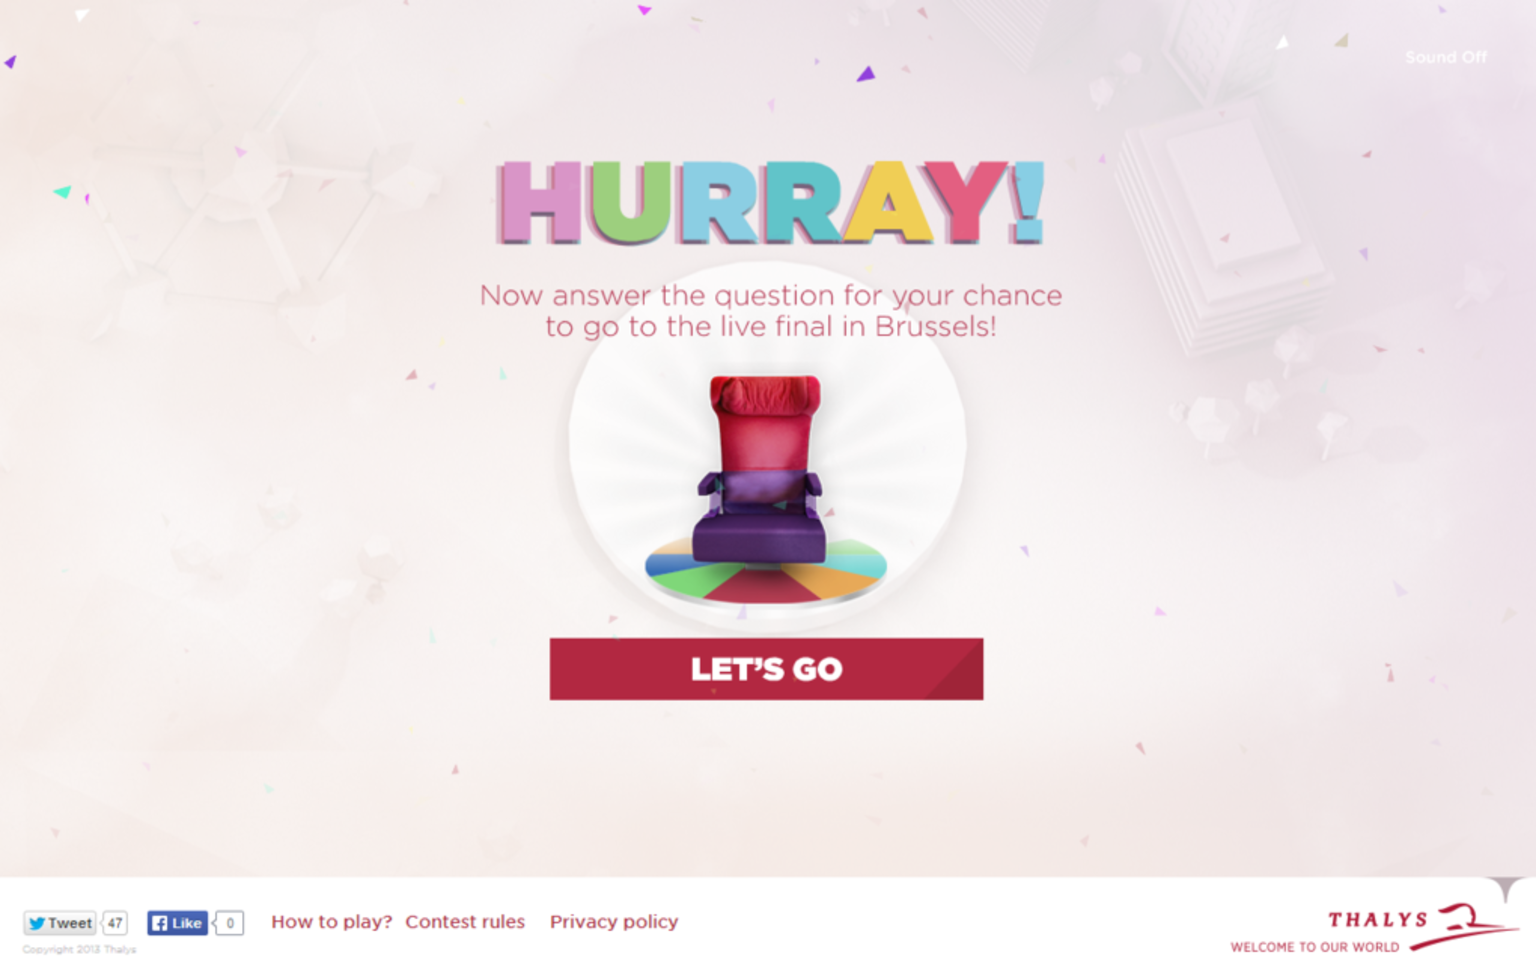 Sound Off
HURRAY!
Now answer the question for your chance
to go to the live final in Brussels!
LET'S GO
Tweet 47 Like 0 How to play? Contest rules Privacy policy
Copyright 2013 Thalys
THALYS
WELCOME TO OUR WORLD